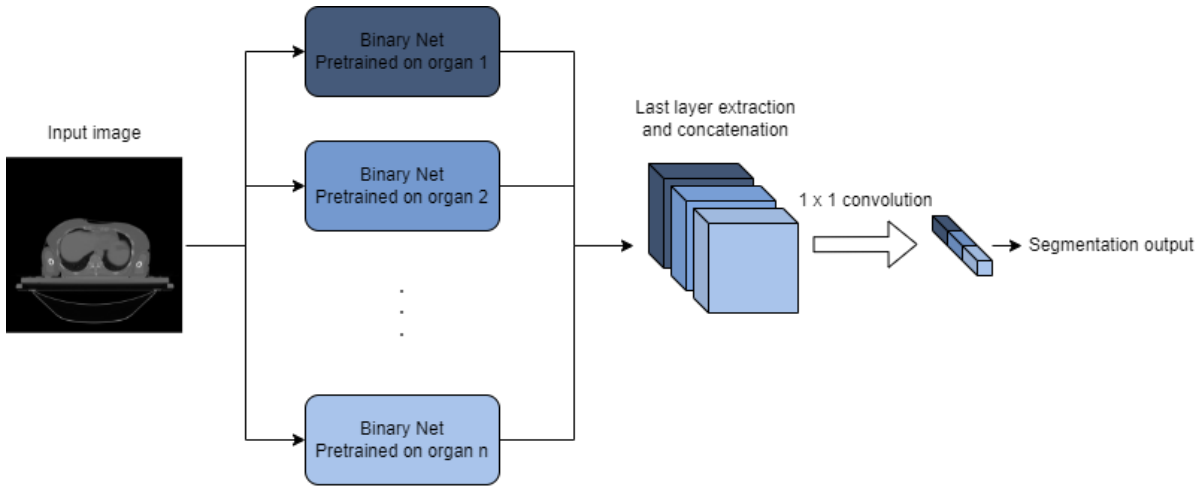 Input image
Binary Net
Pretrained on organ 1
Binary Net
Pretrained on organ 2
.
.
.
Binary Net
Pretrained on organ n
Last layer extraction
and concatenation
1 x 1 convolution
Segmentation output